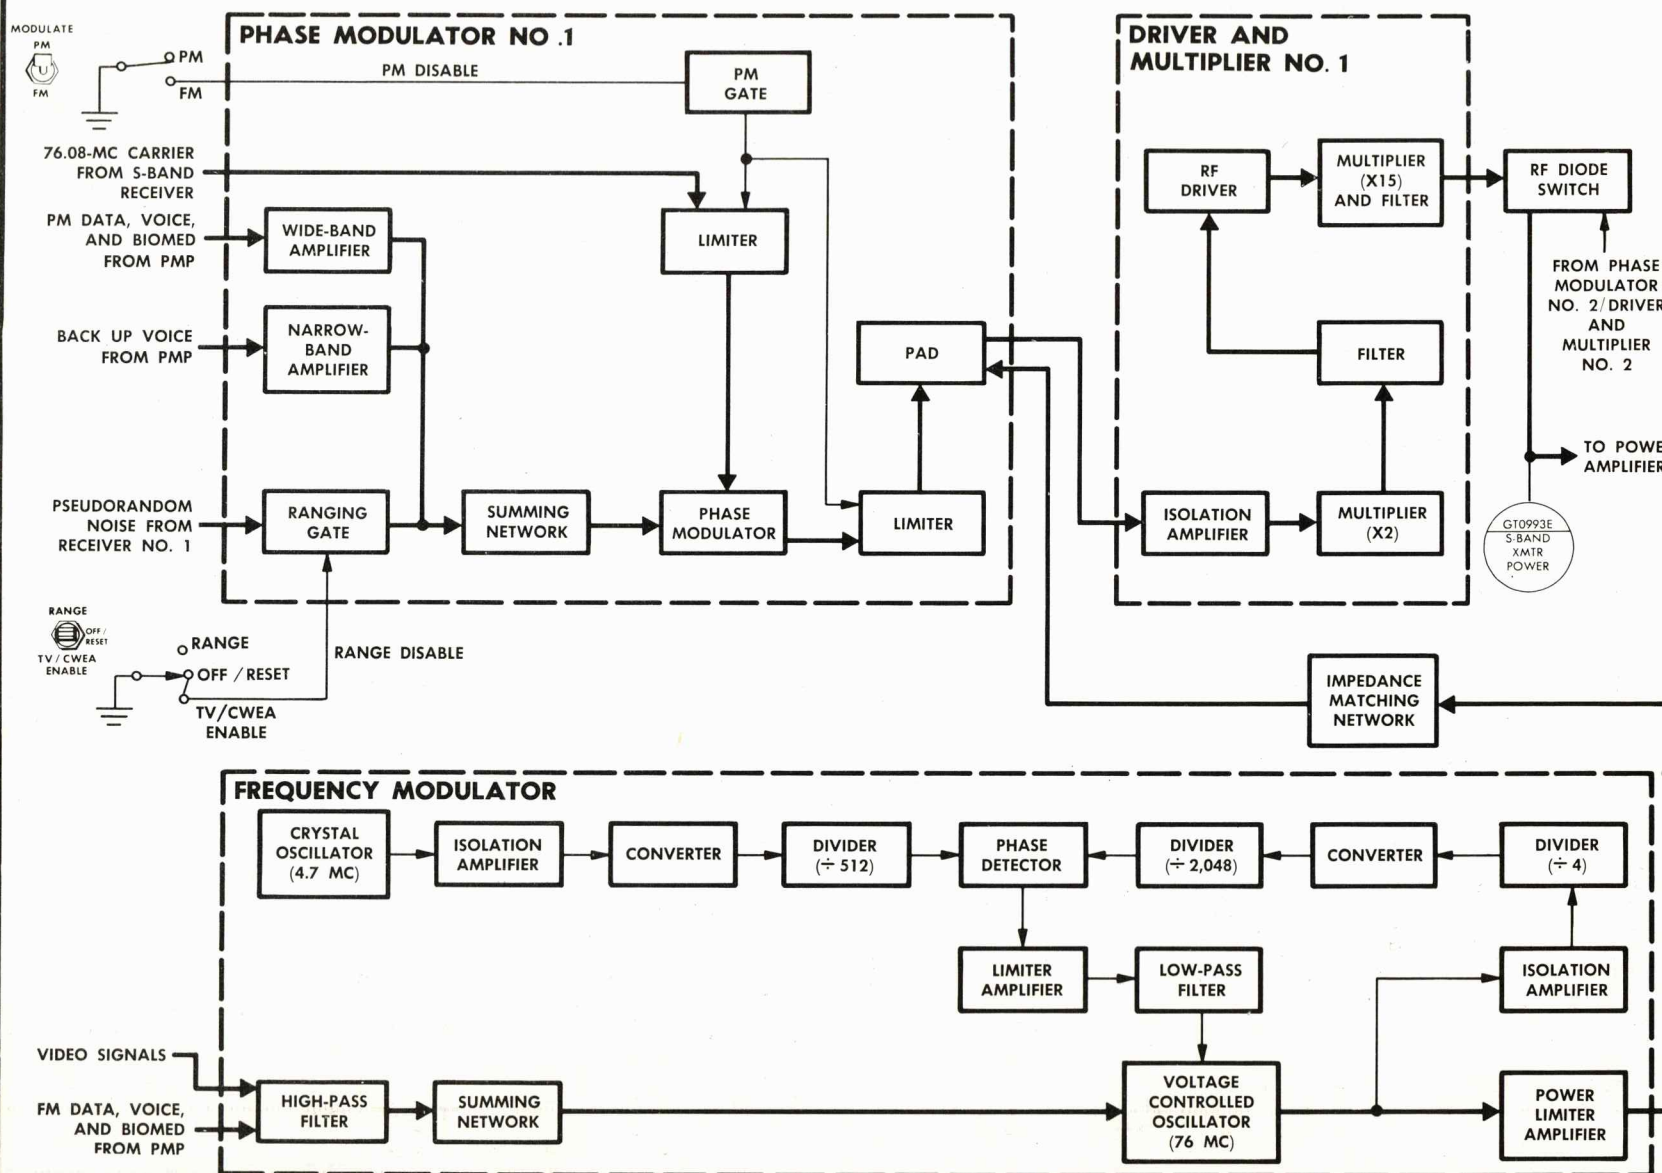 MODULATE
PM
FM
PM
FM
PHASE MODULATOR NO .1
PM DISABLE
PM
GATE
76.08-MC CARRIER
FROM S-BAND
RECEIVER
PM DATA, VOICE,
AND BIOMED
FROM PMP
WIDE-BAND
AMPLIFIER
LIMITER
BACK UP VOICE
FROM PMP
NARROW-
BAND
AMPLIFIER
PAD
PSEUDORANDOM
NOISE FROM
RECEIVER NO. 1
RANGING
GATE
SUMMING
NETWORK
PHASE
MODULATOR
LIMITER
DRIVER AND
MULTIPLIER NO. 1
RF
DRIVER
MULTIPLIER
(X15)
AND FILTER
RF DIODE
SWITCH
FROM PHASE
MODULATOR
NO. 2/DRIVER
AND
MULTIPLIER
NO. 2
FILTER
TO POWE
AMPLIFIER
ISOLATION
AMPLIFIER
MULTIPLIER
(X2)
GT0993E
S-BAND
XMTR
POWER
RANGE
OFF /
RESET
TV / CWEA
ENABLE
RANGE
OFF / RESET
TV/CWEA
ENABLE
RANGE DISABLE
IMPEDANCE
MATCHING
NETWORK
FREQUENCY MODULATOR
CRYSTAL
OSCILLATOR
(4.7 MC)
ISOLATION
AMPLIFIER
CONVERTER
DIVIDER
(÷ 512)
PHASE
DETECTOR
DIVIDER
(÷ 2,048)
CONVERTER
DIVIDER
(÷ 4)
LIMITER
AMPLIFIER
LOW-PASS
FILTER
ISOLATION
AMPLIFIER
VIDEO SIGNALS
FM DATA, VOICE,
AND BIOMED
FROM PMP
HIGH-PASS
FILTER
SUMMING
NETWORK
VOLTAGE
CONTROLLED
OSCILLATOR
(76 MC)
POWER
LIMITER
AMPLIFIER